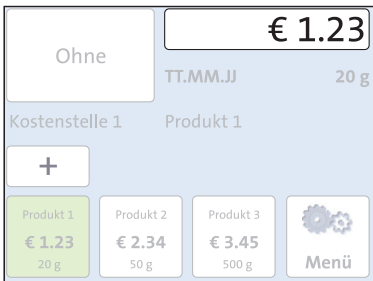 Ohne
€ 1.23
TT.MM.JJ 20 g
Kostenstelle 1 Produkt 1
+
Produkt 1 Produkt 2 Produkt 3
€ 1.23 € 2.34 € 3.45
20 g 50 g 500 g Menü